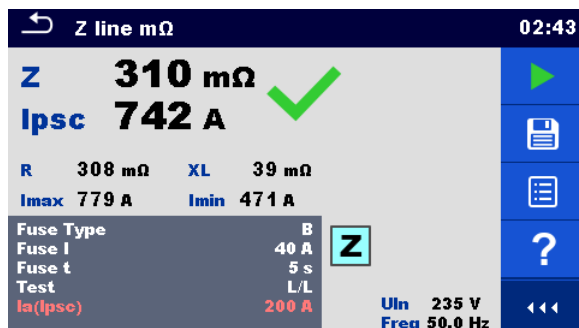 Z line mΩ 02:43
Z 310 mΩ
Ipsc 742 A
R 308 mΩ XL 39 mΩ
Imax 779 A Imin 471 A
Fuse Type B
Fuse I 40 A
Fuse t 5 s
Test L/L
Ia(Ipsc) 200 A
Z
?
Uln 235 V
Freq 50.0 Hz